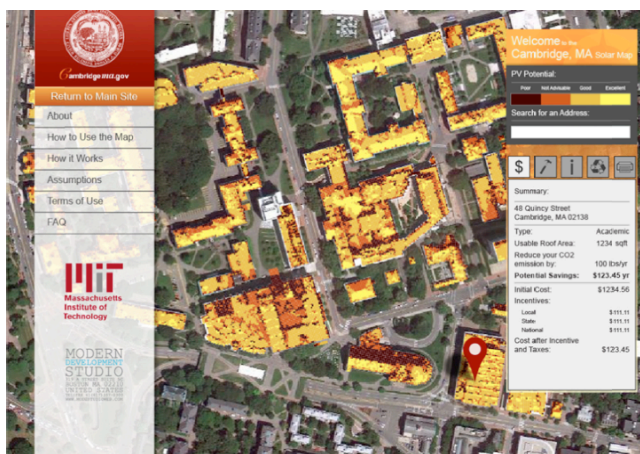 Cambridgema.gov
Return to Main Site
About
How to Use the Map
How it Works
Assumptions
Terms of Use
FAQ
MIT
Massachusetts
Institute of
Technology
MODERN
DEVELOPMENT
STUDIO
UNITED STATES
Welcome to the
Cambridge, MA Solar Map
PV Potential:
Poor Not Advisable Good Excellent
Search for an Address:
$ i
Summary:
48 Quincy Street
Cambridge, MA 02138
Type: Academic
Usable Roof Area: 1234 sqft
Reduce your CO2
emission by: 100 lbs/yr
Potential Savings: $123.45 yr
Initial Cost: $1234.56
Incentives:
Local $111.11
State $111.11
National $111.11
Cost after Incentive
and Taxes: $123.45